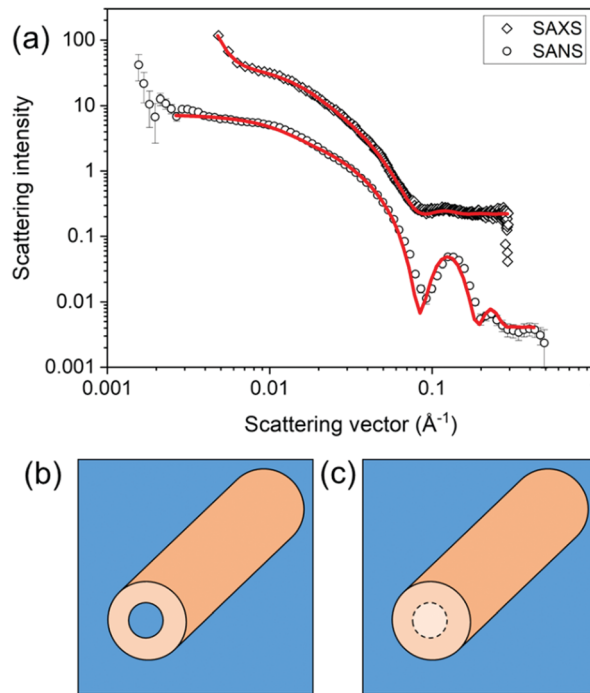 (a)
SAXS
SANS
100
10
1
0.1
0.01
0.001
Scattering intensity
0.001
0.01
0.1
Scattering vector (Å⁻¹)
(b)
(c)